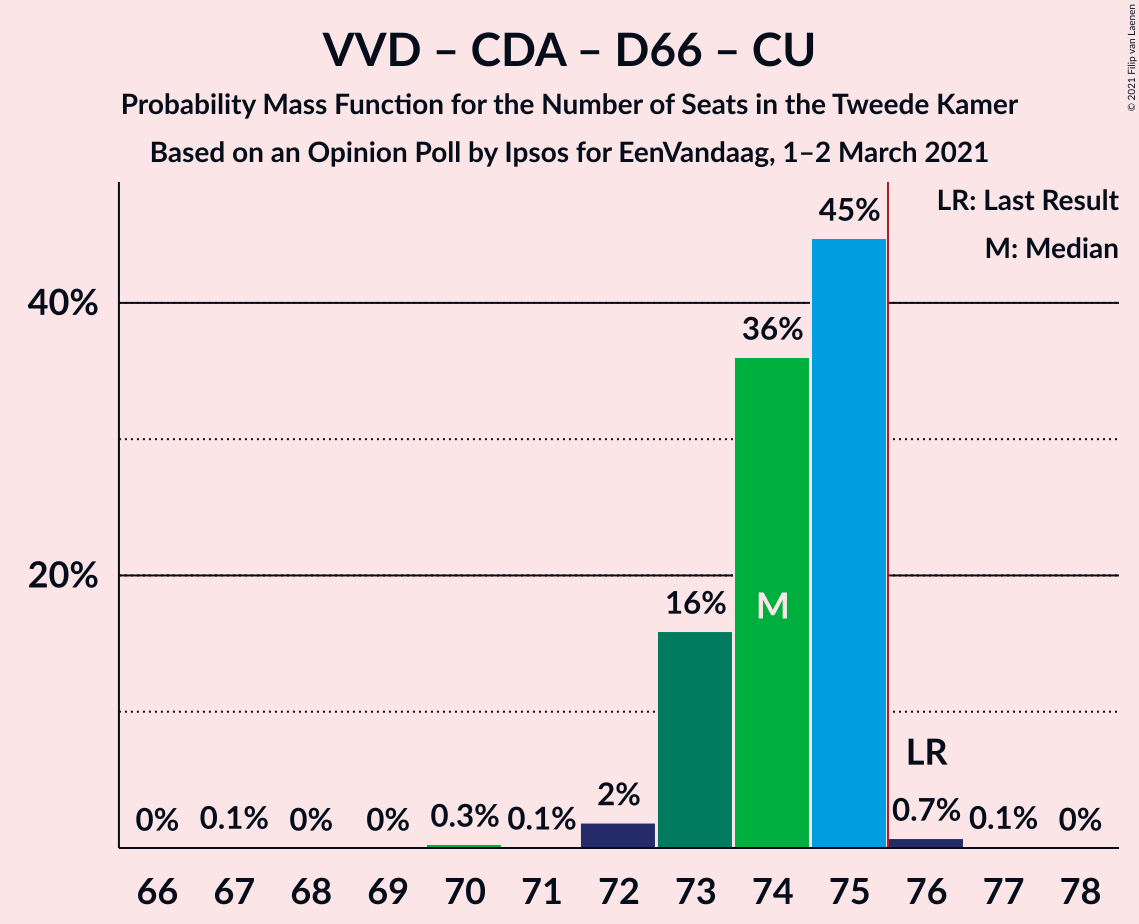 VVD – CDA – D66 – CU
Probability Mass Function for the Number of Seats in the Tweede Kamer
Based on an Opinion Poll by Ipsos for EenVandaag, 1–2 March 2021
© 2021 Filip van Laenen
LR: Last Result
M: Median
40%
20%
0%
0.1%
0%
0%
0.3%
0.1%
2%
16%
36%
M
45%
LR
0.7%
0.1%
0%
66 67 68 69 70 71 72 73 74 75 76 77 78